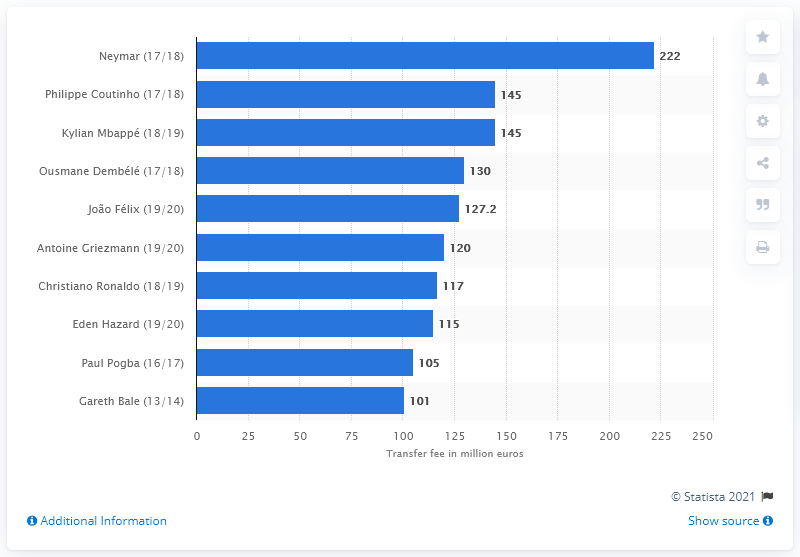 Neymar (17/18) 222
Philippe Coutinho (17/18) 145
Kylian Mbappé (18/19) 145
Ousmane Dembélé (17/18) 130
João Félix (19/20) 127.2
Antoine Griezmann (19/20) 120
Christiano Ronaldo (18/19) 117
Eden Hazard (19/20) 115
Paul Pogba (16/17) 105
Gareth Bale (13/14) 101
0 25 50 75 100 125 150 175 200 225 250
Transfer fee in million euros
© Statista 2021
Additional Information Show source